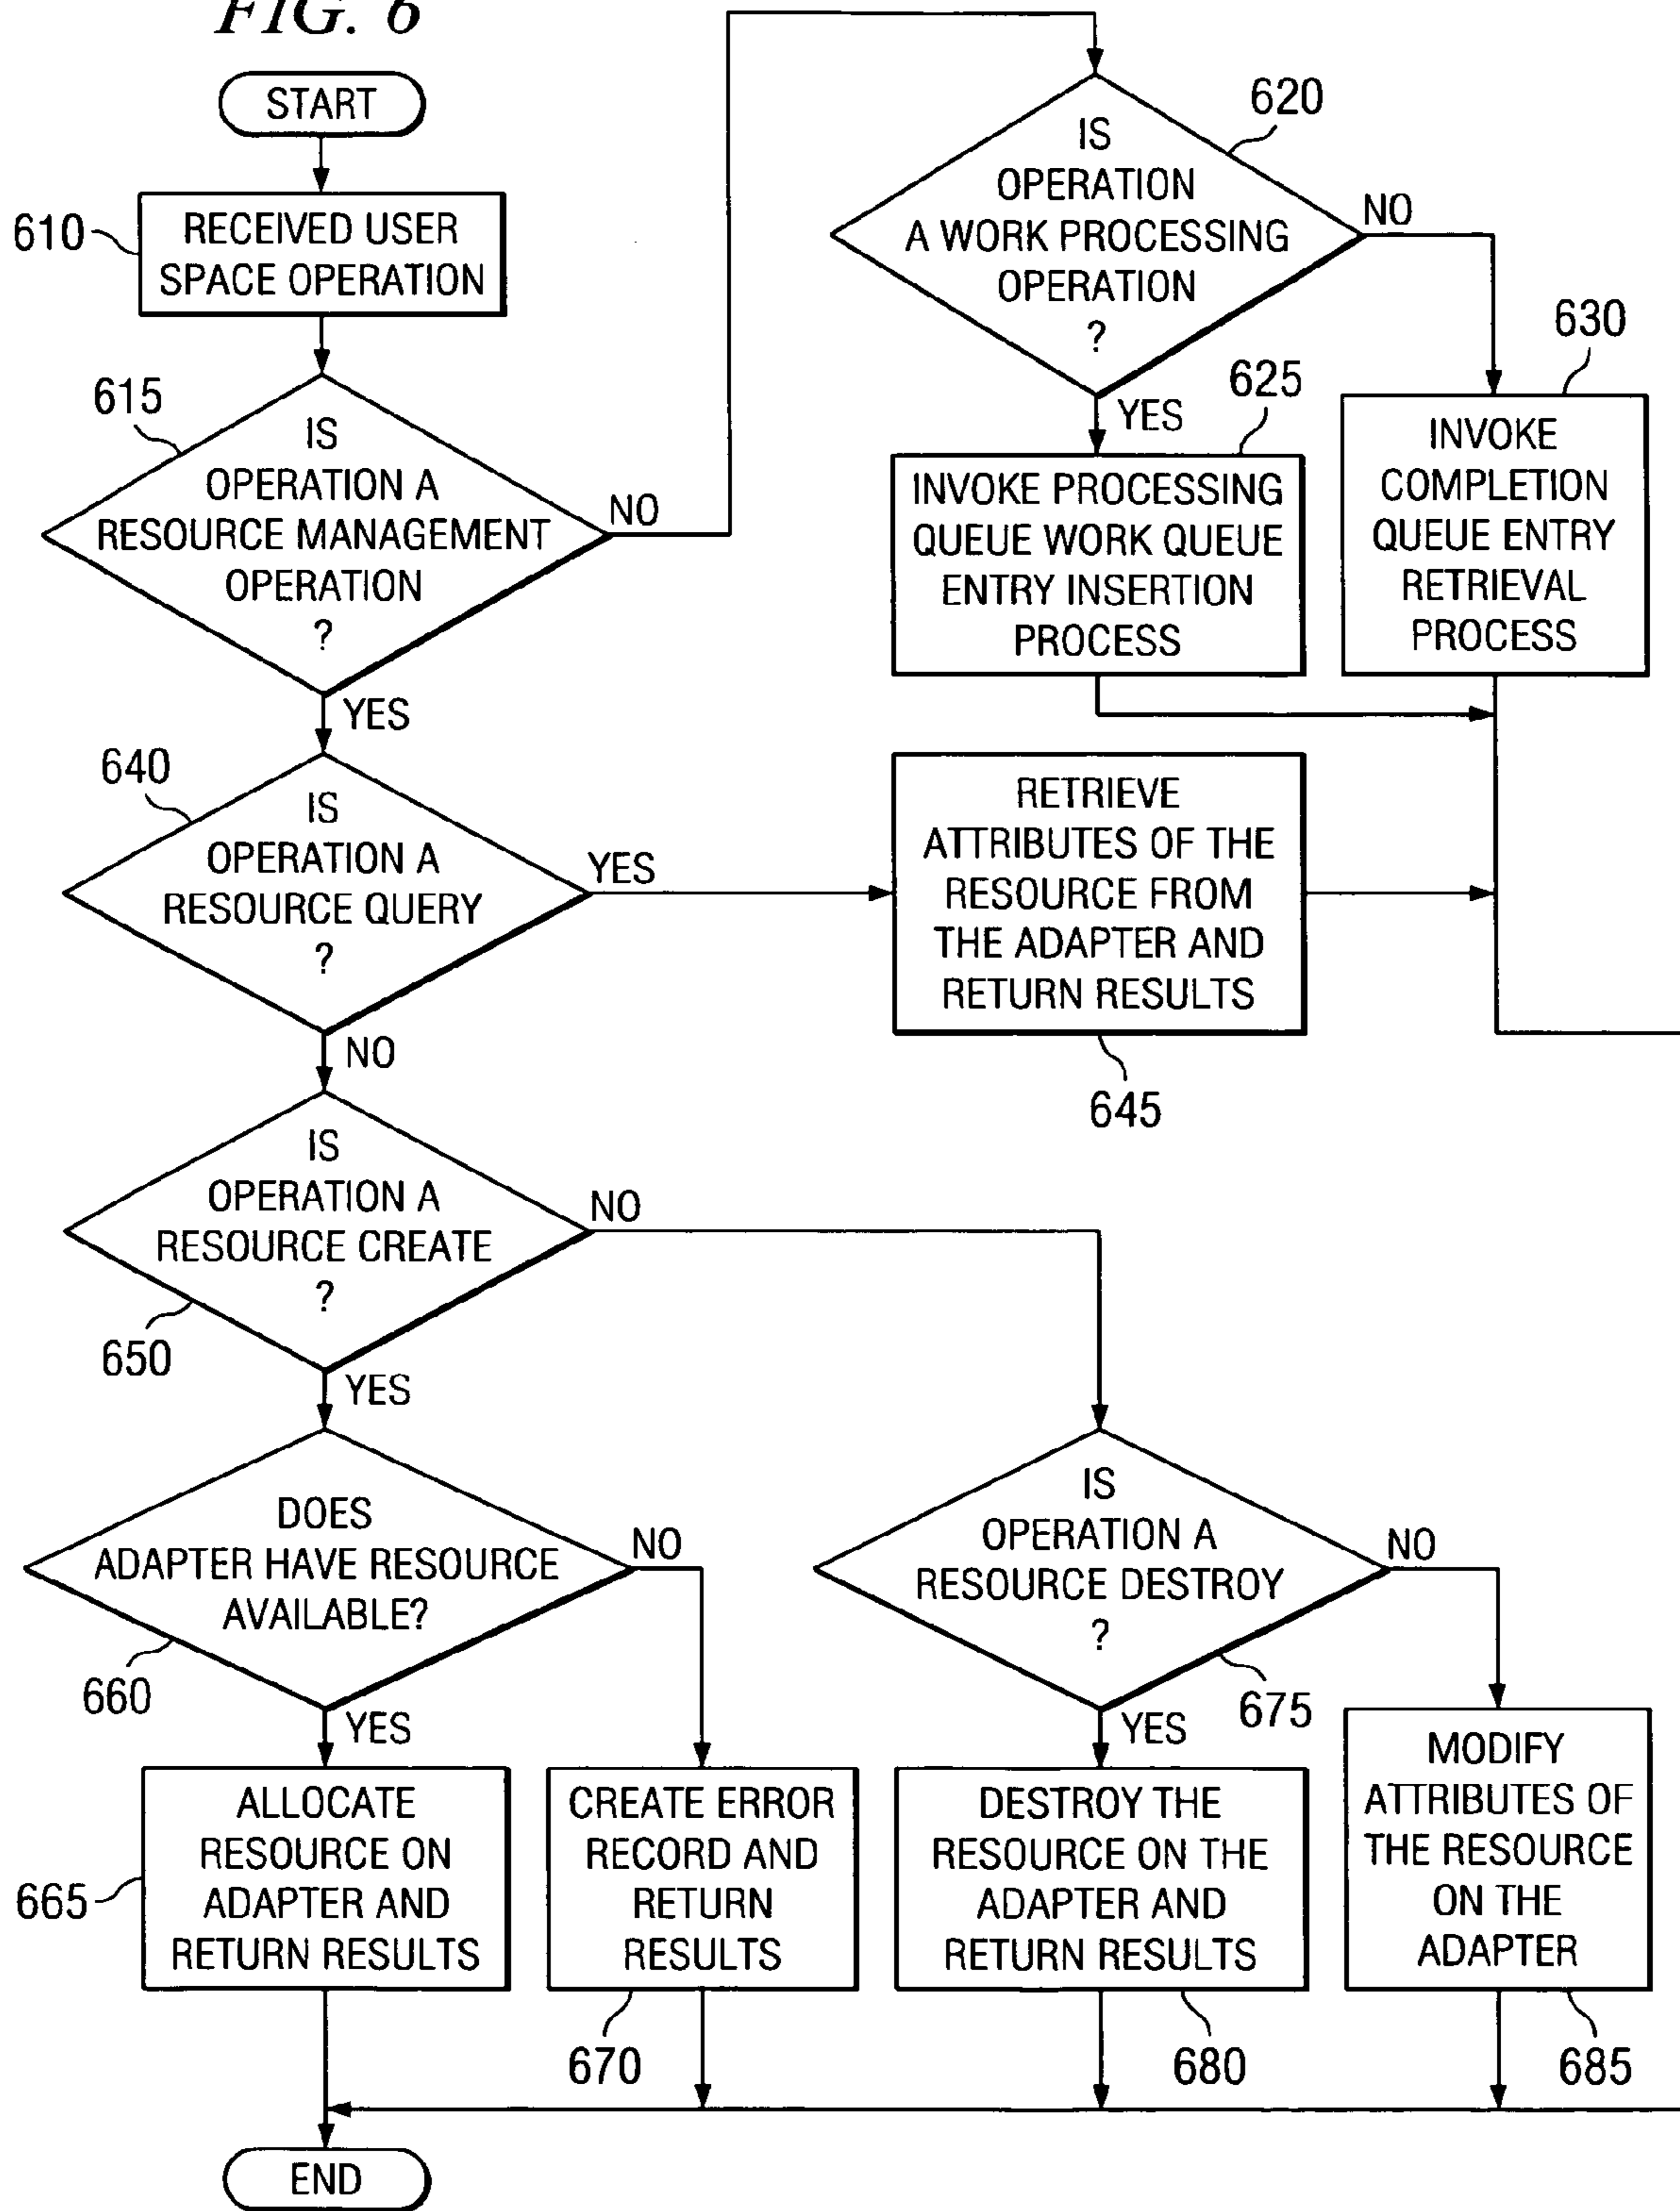 FIG. 6
START
610
RECEIVED USER
SPACE OPERATION
615
IS
OPERATION A
RESOURCE MANAGEMENT
OPERATION
?
NO
YES
620
IS
OPERATION
A WORK PROCESSING
OPERATION
?
NO
YES
625
INVOKE PROCESSING
QUEUE WORK QUEUE
ENTRY INSERTION
PROCESS
630
INVOKE
COMPLETION
QUEUE ENTRY
RETRIEVAL
PROCESS
640
IS
OPERATION A
RESOURCE QUERY
?
YES
NO
RETRIEVE
ATTRIBUTES OF THE
RESOURCE FROM
THE ADAPTER AND
RETURN RESULTS
645
IS
OPERATION A
RESOURCE CREATE
?
650
NO
YES
DOES
ADAPTER HAVE RESOURCE
AVAILABLE?
660
NO
YES
IS
OPERATION A
RESOURCE DESTROY
?
675
NO
YES
665
ALLOCATE
RESOURCE ON
ADAPTER AND
RETURN RESULTS
CREATE ERROR
RECORD AND
RETURN
RESULTS
670
DESTROY THE
RESOURCE ON THE
ADAPTER AND
RETURN RESULTS
680
MODIFY
ATTRIBUTES OF
THE RESOURCE
ON THE
ADAPTER
685
END